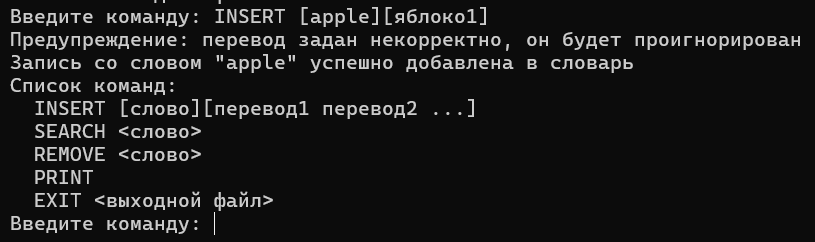 Введите команду: INSERT [apple][яблоко1]
Предупреждение: перевод задан некорректно, он будет проигнорирован
Запись со словом "apple" успешно добавлена в словарь
Список команд:
  INSERT [слово][перевод1 перевод2 ...]
  SEARCH <слово>
  REMOVE <слово>
  PRINT
  EXIT <выходной файл>
Введите команду: